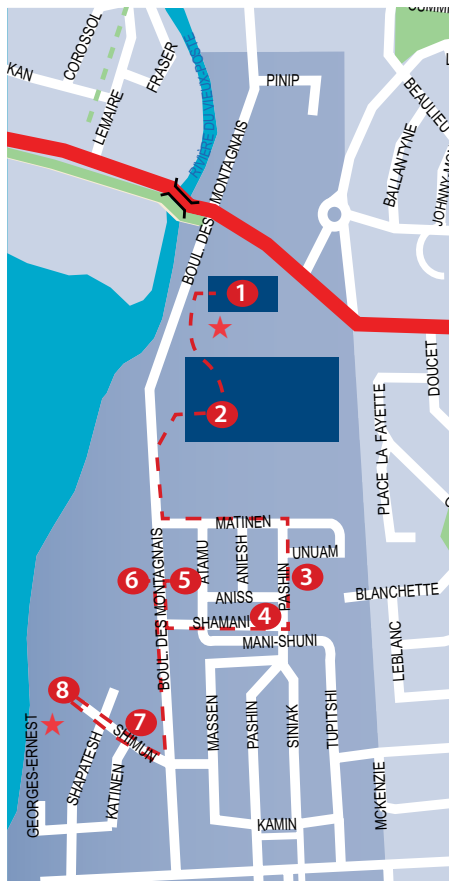 SUMM
COROSSOL
KAN
FRASER
LEMAIRE
RIVIÈRE DU VIEUX-POSTE
PINIP
BEAULIEU
BALLANTYNE
BOUL. DES MONTAGNAIS
1
2
DOUCET
PLACE LA FAYETTE
MATINEN
UNUAM
ATAMU
ANIESH
PASHIN
3
6
5
BOUL. DES MONTAGNAIS
ANISS
BLANCHETTE
4
SHAMANI
MANI-SHUNI
LEBLANC
8
7
SHIMUN
GEORGES-ERNEST
SHAPATESH
KATINEN
MASSEN
PASHIN
SINIAK
TUPITSHI
MCKENZIE
KAMIN